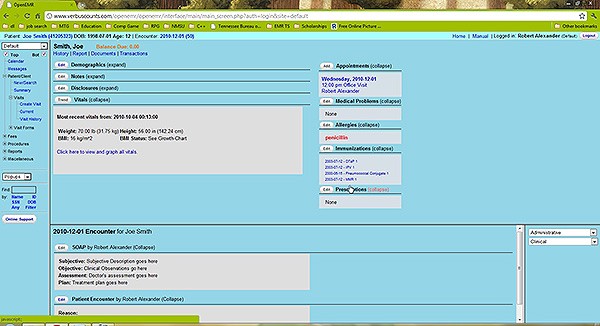 OpenEMR
www.verbuscounts.com/openemr/openemr/interface/main/main_screen.php?auth=login&site=default
dl
job search
MTG
Education
Comp Game
RPG
NMSU
C++
Tennessee Bureau o...
EMR TS
Scholarships
Free Online Picture ...
Other bookmarks
Patient: Joe Smith (41205323) DOB: 1998-07-01 Age: 12 | Encounter: 2010-12-01 (50)
Home | Manual | Logged in: Robert Alexander (Default) Logout
Default
Top Bot
Calendar
Messages
Patient/Client
New/Search
Summary
Visits
Create Visit
Current
Visit History
Visit Forms
Fees
Procedures
Reports
Miscellaneous
Popups
Find:
by: Name ID
SSN DOB
Any Filter
Online Support
Smith, Joe Balance Due: 0.00
History | Report | Documents | Transactions
Edit Demographics (expand)
Edit Notes (expand)
Edit Disclosures (expand)
Trend Vitals (collapse)
Most recent vitals from: 2010-10-04 00:13:00
Weight: 70.00 lb (31.75 kg) Height: 56.00 in (142.24 cm)
BMI: 16 kg/m^2 BMI Status: See Growth Chart
Click here to view and graph all vitals.
Add Appointments (collapse)
Wednesday, 2010-12-01
12:00 pm Office Visit
Robert Alexander
Edit Medical Problems (collapse)
None
Edit Allergies (collapse)
penicillin
Edit Immunizations (collapse)
2003-07-12 - DTaP 1
2003-07-12 - IPV 1
Pneumococcal Conjugate 1
2003-07-12 - MMR 1
Edit Prescriptions (collapse)
None
2010-12-01 Encounter for Joe Smith
Edit SOAP by Robert Alexander (Collapse)
Subjective: Subjective Description goes here
Objective: Clinical Observations go here
Assessment: Doctor's assessment goes here
Plan: Treatment plan goes here
Edit Patient Encounter by Robert Alexander (Collapse)
Reason:
Administrative
Clinical
javascript:;